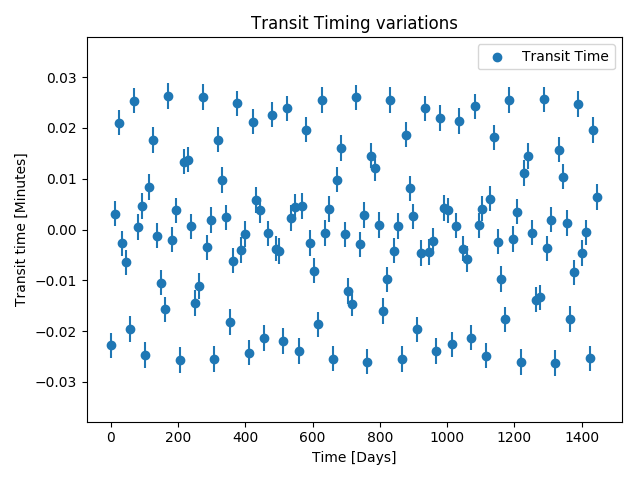 Transit Timing variations
Transit Time
0.03
0.02
0.01
0.00
−0.01
−0.02
−0.03
Transit time [Minutes]
0 200 400 600 800 1000 1200 1400
Time [Days]